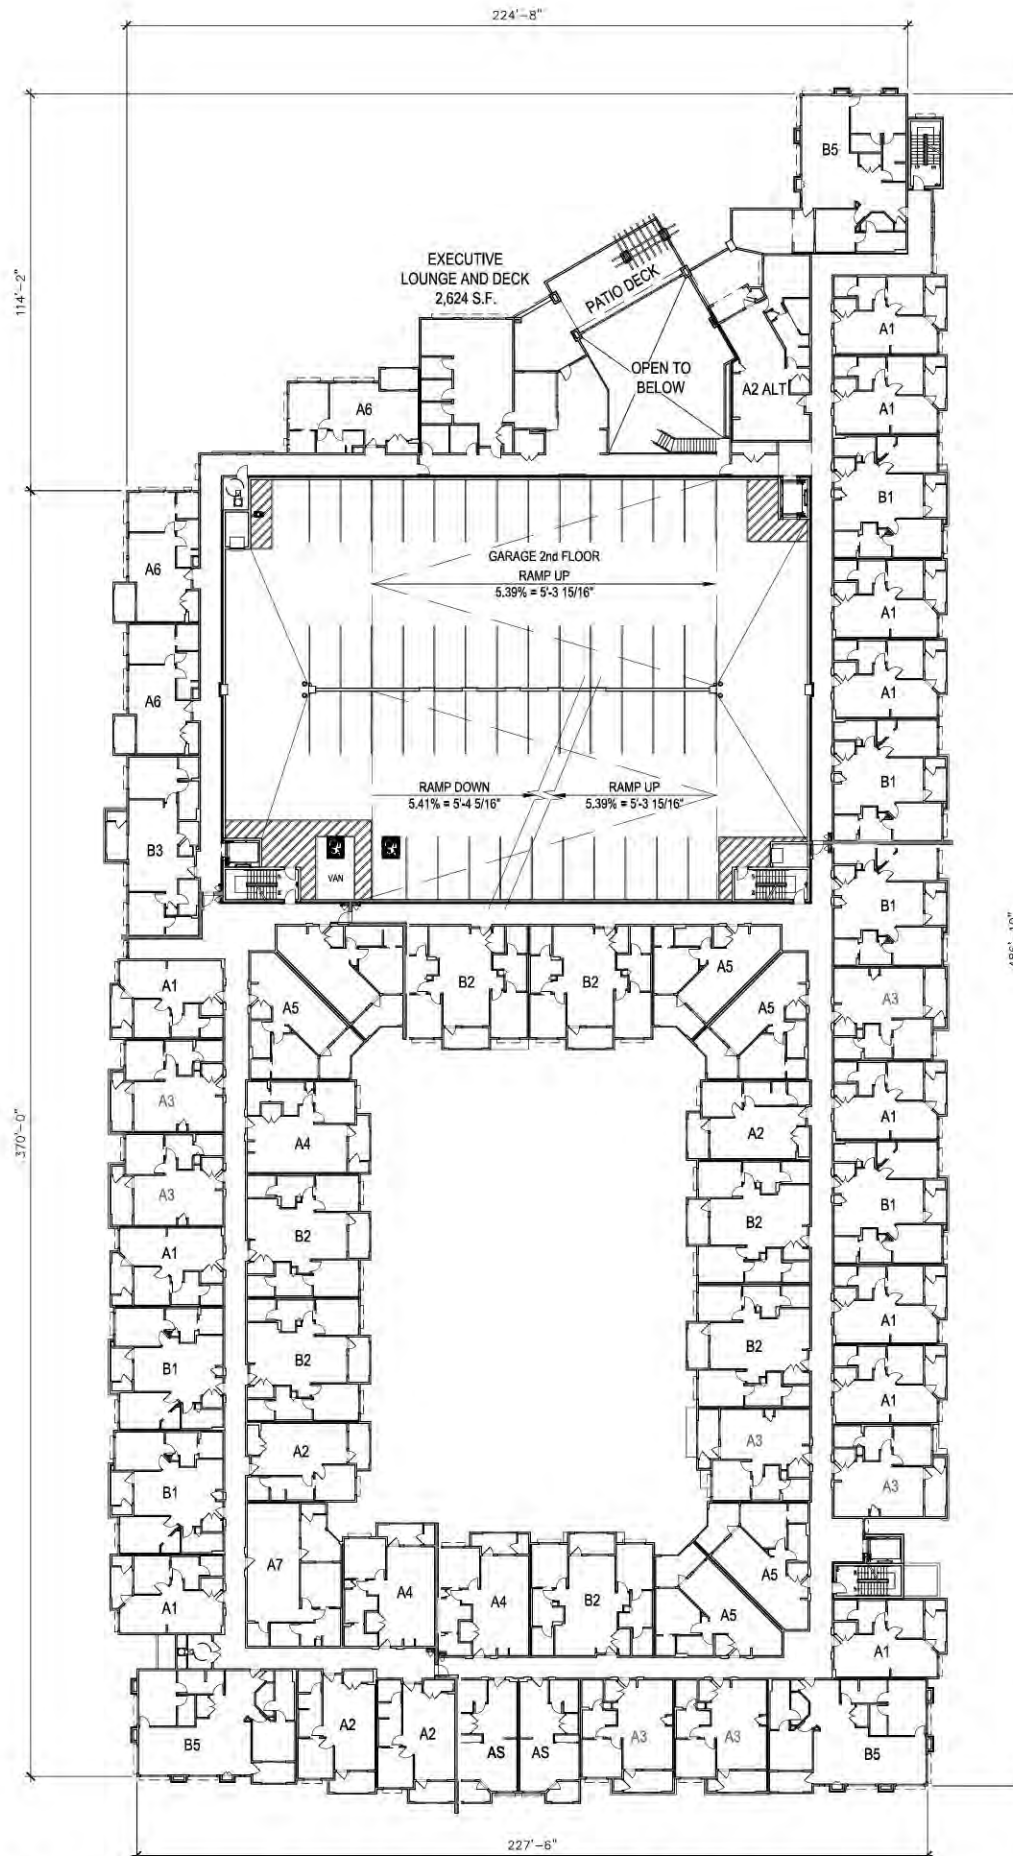 224'-8"
B5
114'-2"
EXECUTIVE
LOUNGE AND DECK
2,624 S.F.
PATIO DECK
A1
OPEN TO
BELOW
A2 ALT
A6
A1
B1
GARAGE 2nd FLOOR
RAMP UP
5.39% = 5'-3 15/16"
A6
A1
A6
A1
B1
RAMP DOWN
5.41% = 5'-4 5/16"
RAMP UP
5.39% = 5'-3 15/16"
B3
VAN
B1
486'-10"
A1
A5
B2
B2
A5
A5
A3
370'-0"
A3
A4
A2
A1
A3
B2
B2
B1
A1
B1
B2
B2
A1
A1
A2
A3
A3
B1
A7
A4
A4
B2
A5
A5
A1
A1
B5
A2
A2
AS
AS
A3
A3
B5
227'-6"